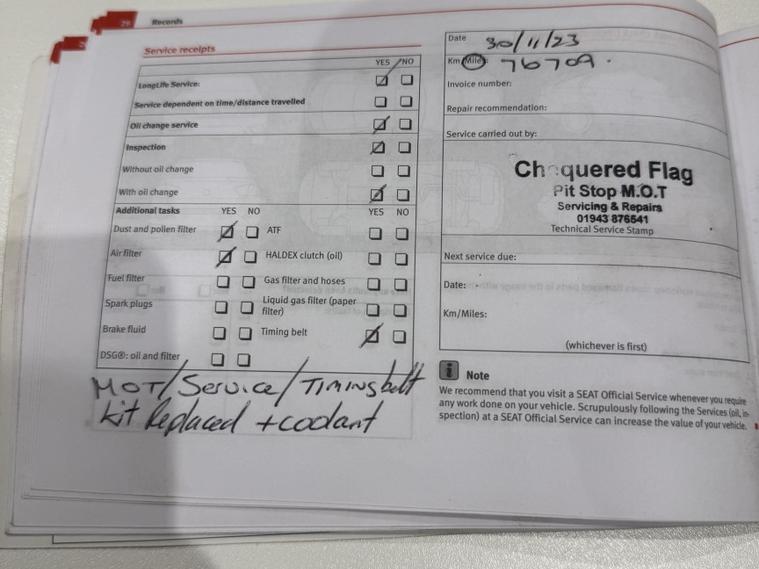 Records
Service receipts
YES NO
LongLife Service:
Service dependent on time/distance travelled
Oil change service
Inspection
Without oil change
With oil change
Additional tasks YES NO YES NO
Dust and pollen filter ATF
Air filter HALDEX clutch (oil)
Fuel filter Gas filter and hoses
Spark plugs Liquid gas filter (paper
filter)
Brake fluid Timing belt
DSG®: oil and filter
MOT/Service/Timing belt
kit Replaced + coolant
Date 30/11/23
Km/Miles: 76709.
Invoice number:
Repair recommendation:
Service carried out by:
Chequered Flag
Pit Stop M.O.T
Servicing & Repairs
01943 876541
Technical Service Stamp
Next service due:
Date:
Km/Miles:
(whichever is first)
i Note
We recommend that you visit a SEAT Official Service whenever you require
any work done on your vehicle. Scrupulously following the Services (oil, in-
spection) at a SEAT Official Service can increase the value of your vehicle.